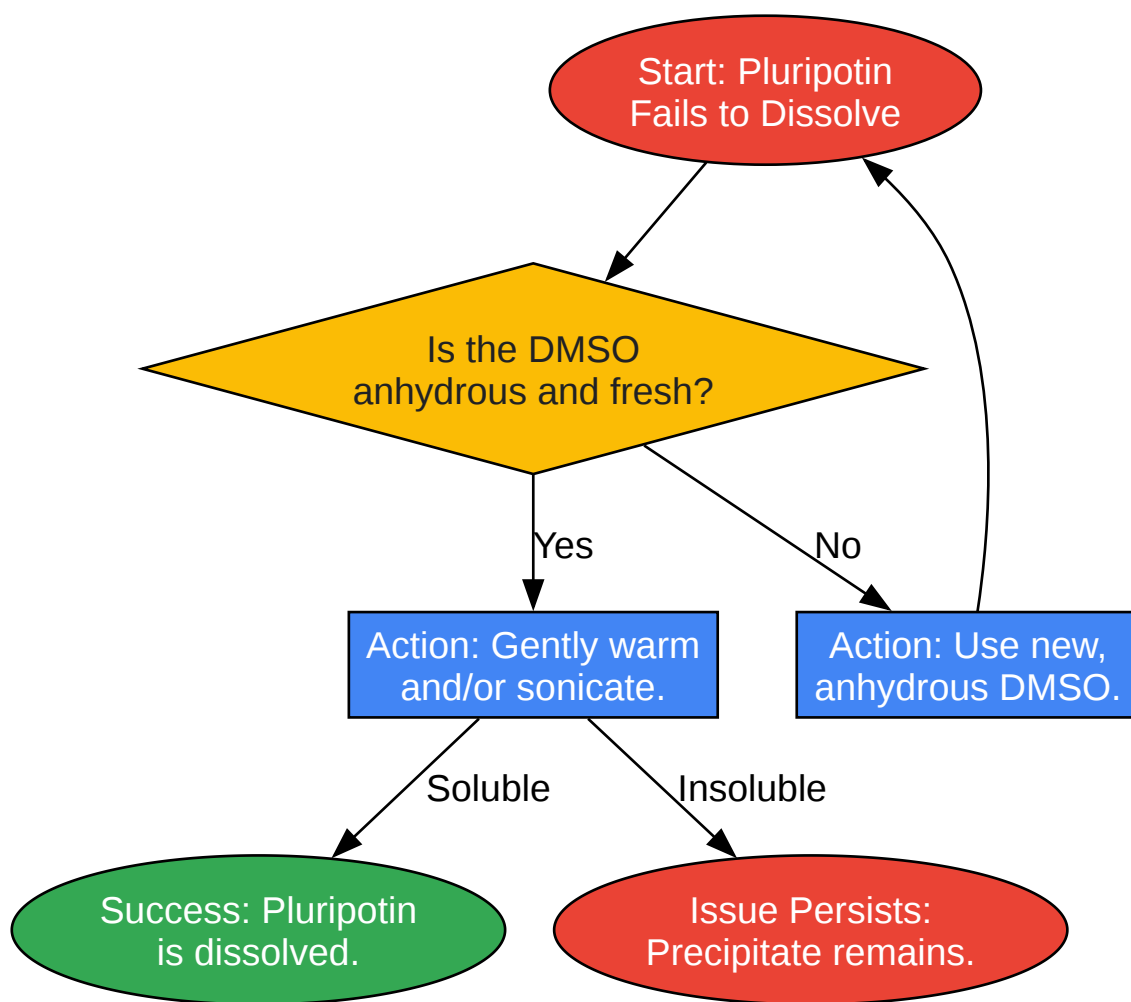 Start: Pluripotin
Fails to Dissolve
Is the DMSO
anhydrous and fresh?
Yes
No
Action: Gently warm
and/or sonicate.
Action: Use new,
anhydrous DMSO.
Soluble
Insoluble
Success: Pluripotin
is dissolved.
Issue Persists:
Precipitate remains.